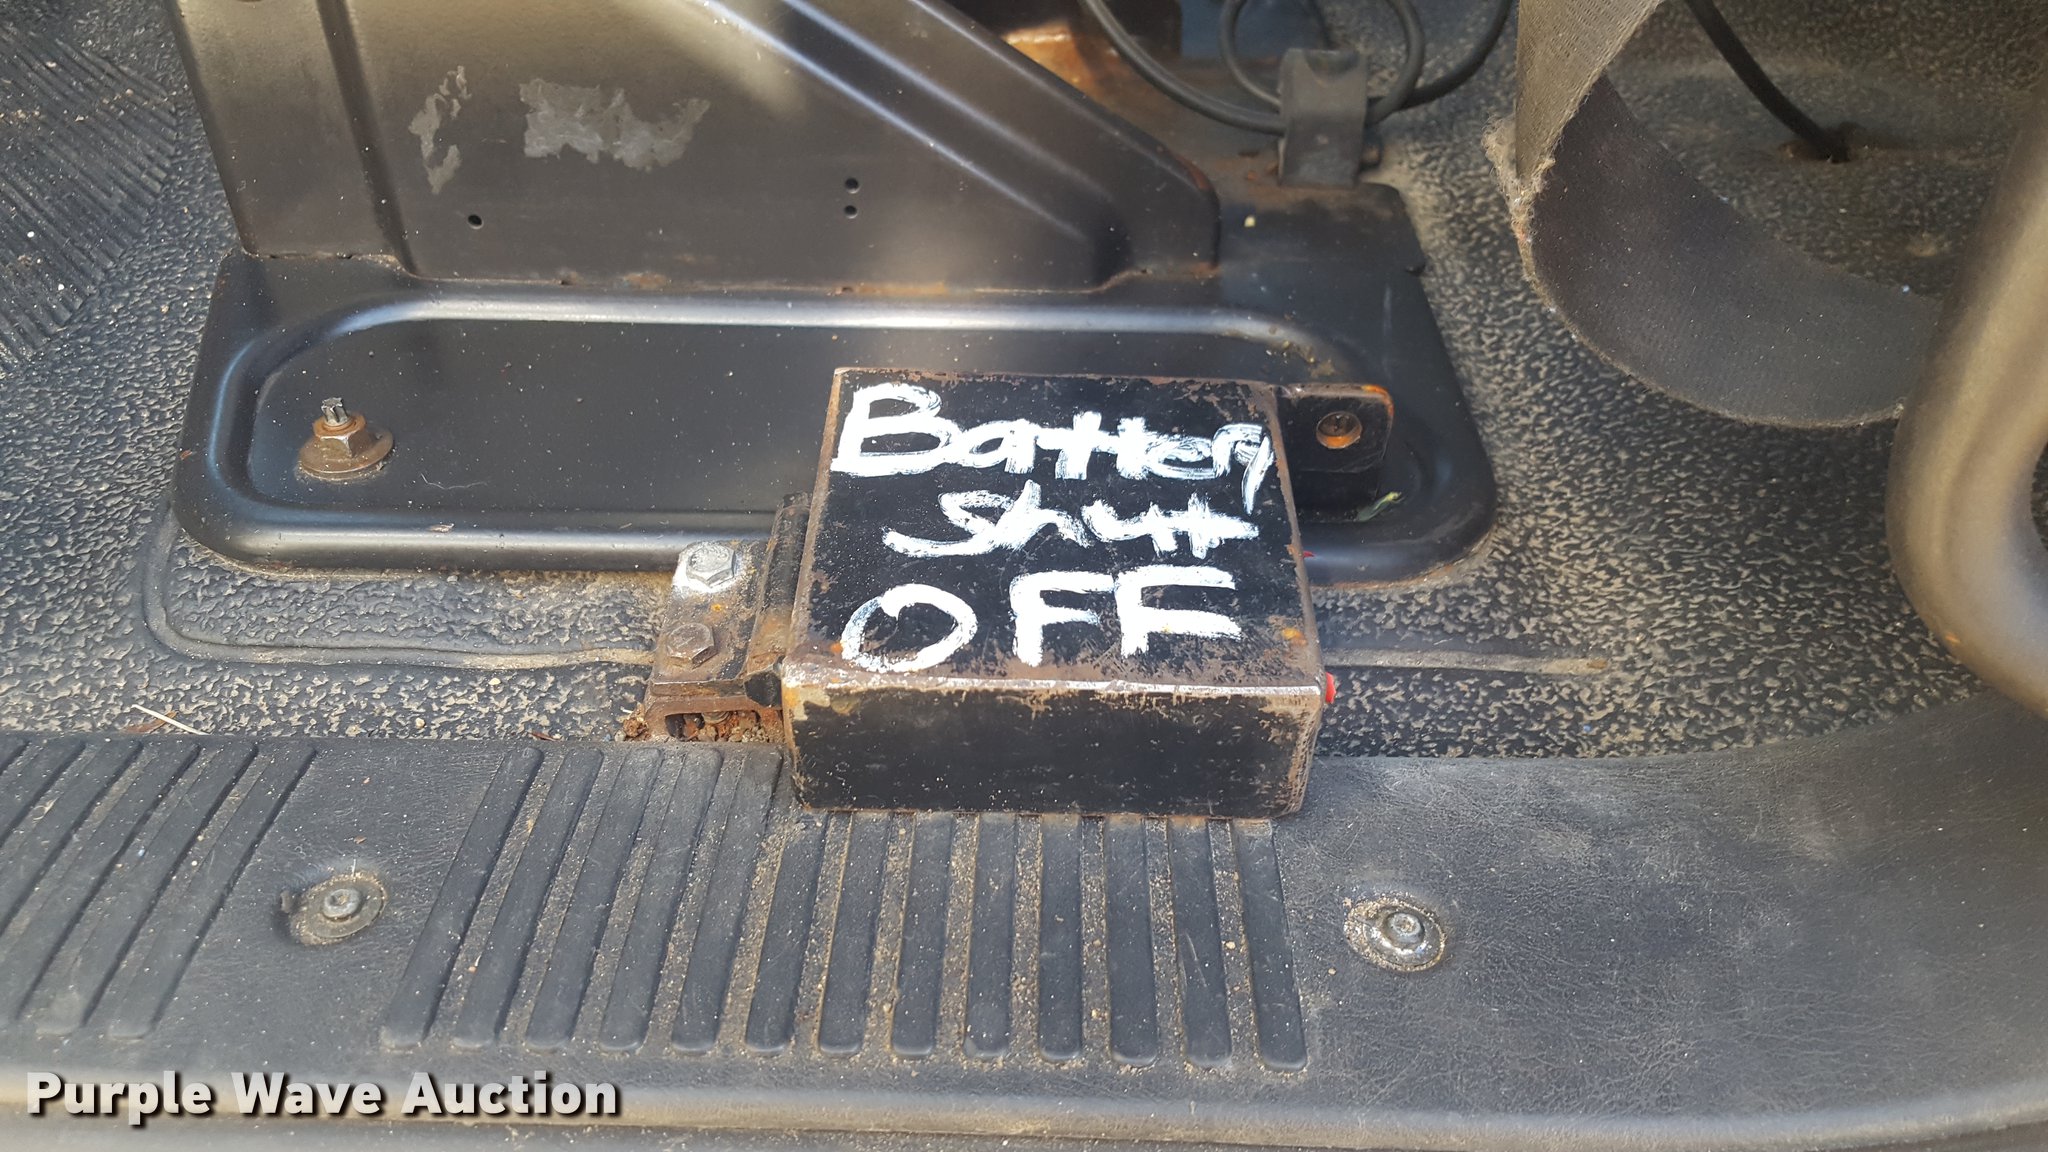 Battery
Shut
OFF
Purple Wave Auction